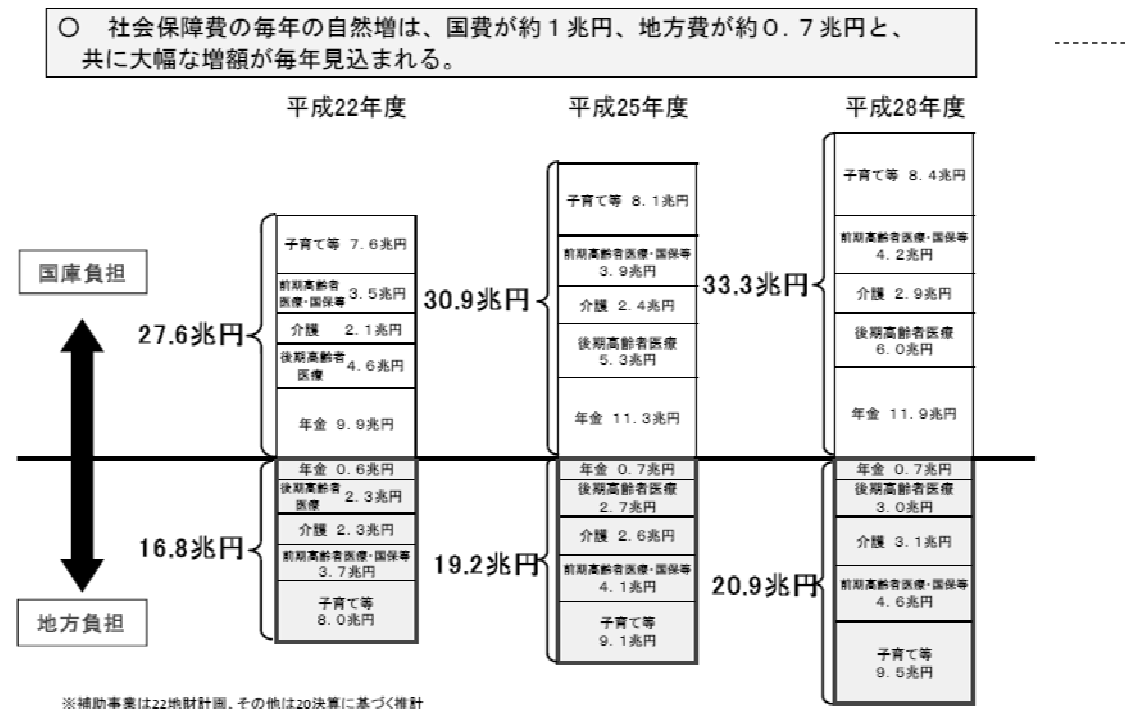 ○　社会保障費の毎年の自然増は、国費が約１兆円、地方費が約０．７兆円と、
共に大幅な増額が毎年見込まれる。
平成22年度
平成25年度
平成28年度
国庫負担
地方負担
27.6兆円
子育て等 7.6兆円
前期高齢者
医療・国保等 3.5兆円
介護 2.1兆円
後期高齢者
医療 4.6兆円
年金 9.9兆円
16.8兆円
年金 0.6兆円
後期高齢者
医療 2.3兆円
介護 2.3兆円
前期高齢者医療・国保等
3.7兆円
子育て等
8.0兆円
30.9兆円
子育て等 8.1兆円
前期高齢者医療・国保等
3.9兆円
介護 2.4兆円
後期高齢者医療
5.3兆円
年金 11.3兆円
19.2兆円
年金 0.7兆円
後期高齢者医療
2.7兆円
介護 2.6兆円
前期高齢者医療・国保等
4.1兆円
子育て等
9.1兆円
33.3兆円
子育て等 8.4兆円
前期高齢者医療・国保等
4.2兆円
介護 2.9兆円
後期高齢者医療
6.0兆円
年金 11.9兆円
20.9兆円
年金 0.7兆円
後期高齢者医療
3.0兆円
介護 3.1兆円
前期高齢者医療・国保等
4.6兆円
子育て等
9.5兆円
※補助事業は22地財計画、その他は20決算に基づく推計